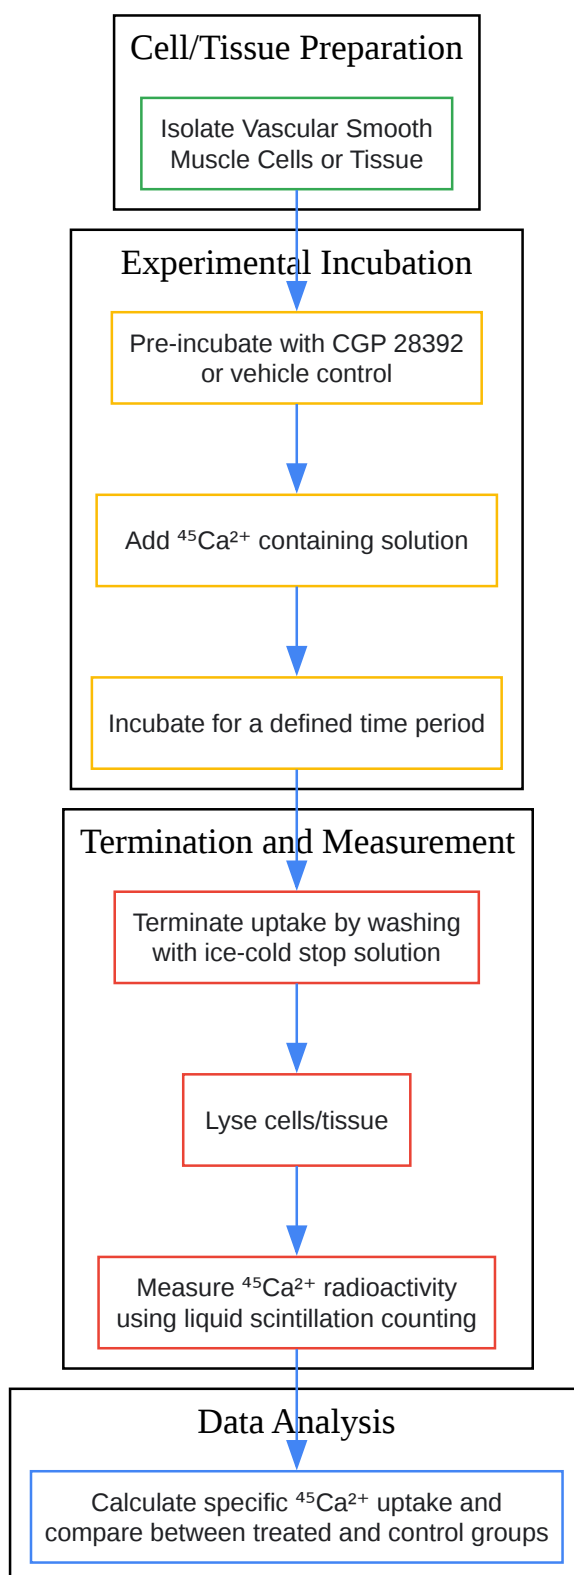 Cell/Tissue Preparation
Isolate Vascular Smooth
Muscle Cells or Tissue
Experimental Incubation
Pre-incubate with CGP 28392
or vehicle control
Add ⁴⁵Ca²⁺ containing solution
Incubate for a defined time period
Termination and Measurement
Terminate uptake by washing
with ice-cold stop solution
Lyse cells/tissue
Measure ⁴⁵Ca²⁺ radioactivity
using liquid scintillation counting
Data Analysis
Calculate specific ⁴⁵Ca²⁺ uptake and
compare between treated and control groups